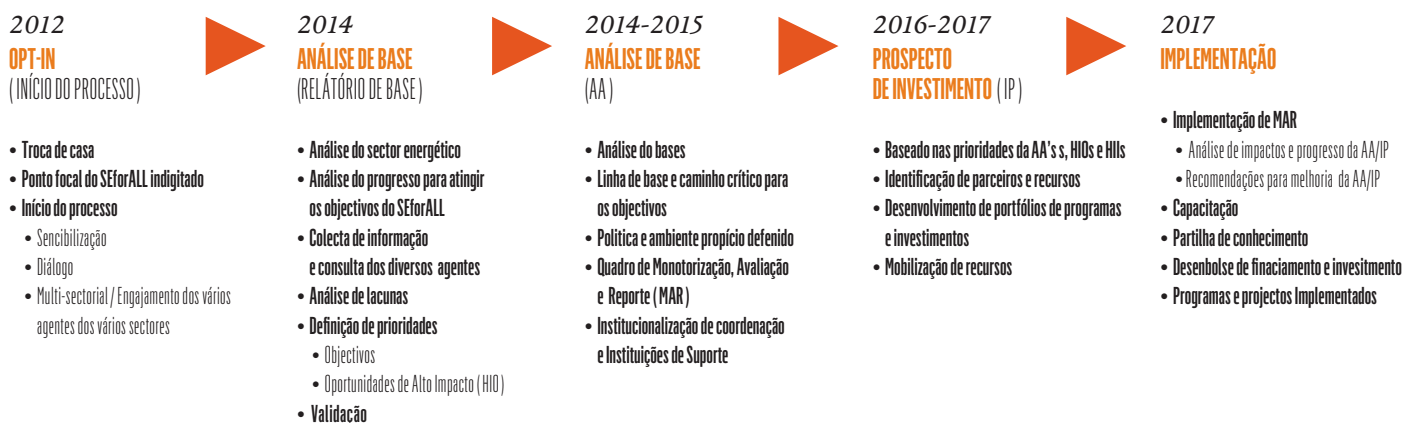 2012
OPT-IN
( INÍCIO DO PROCESSO )
• Troca de casa
• Ponto focal do SEforALL indigitado
• Início do processo
• Sencibilização
• Diálogo
• Multi-sectorial / Engajamento dos vários
agentes dos vários sectores
2014
ANÁLISE DE BASE
(RELÁTÓRIO DE BASE )
• Análise do sector energético
• Análise do progresso para atingir
os objectivos do SEforALL
• Colecta de informação
e consulta dos diversos agentes
• Análise de lacunas
• Definição de prioridades
• Objectivos
• Oportunidades de Alto Impacto ( HIO )
• Validação
2014-2015
ANÁLISE DE BASE
(AA )
• Análise do bases
• Linha de base e caminho crítico para
os objectivos
• Politica e ambiente propício defenido
• Quadro de Monotorização, Avaliação
e Reporte ( MAR )
• Institucionalização de coordenação
e Instituições de Suporte
2016-2017
PROSPECTO
DE INVESTIMENTO ( IP )
• Baseado nas prioridades da AA's s, HIOs e HIIs
• Identificação de parceiros e recursos
• Desenvolvimento de portfólios de programas
e investimentos
• Mobilização de recursos
2017
IMPLEMENTAÇÃO
• Implementação de MAR
• Análise de impactos e progresso da AA/IP
• Recomendações para melhoria da AA/IP
• Capacitação
• Partilha de conhecimento
• Desenbolse de finaciamento e invesitmento
• Programas e projectos Implementados